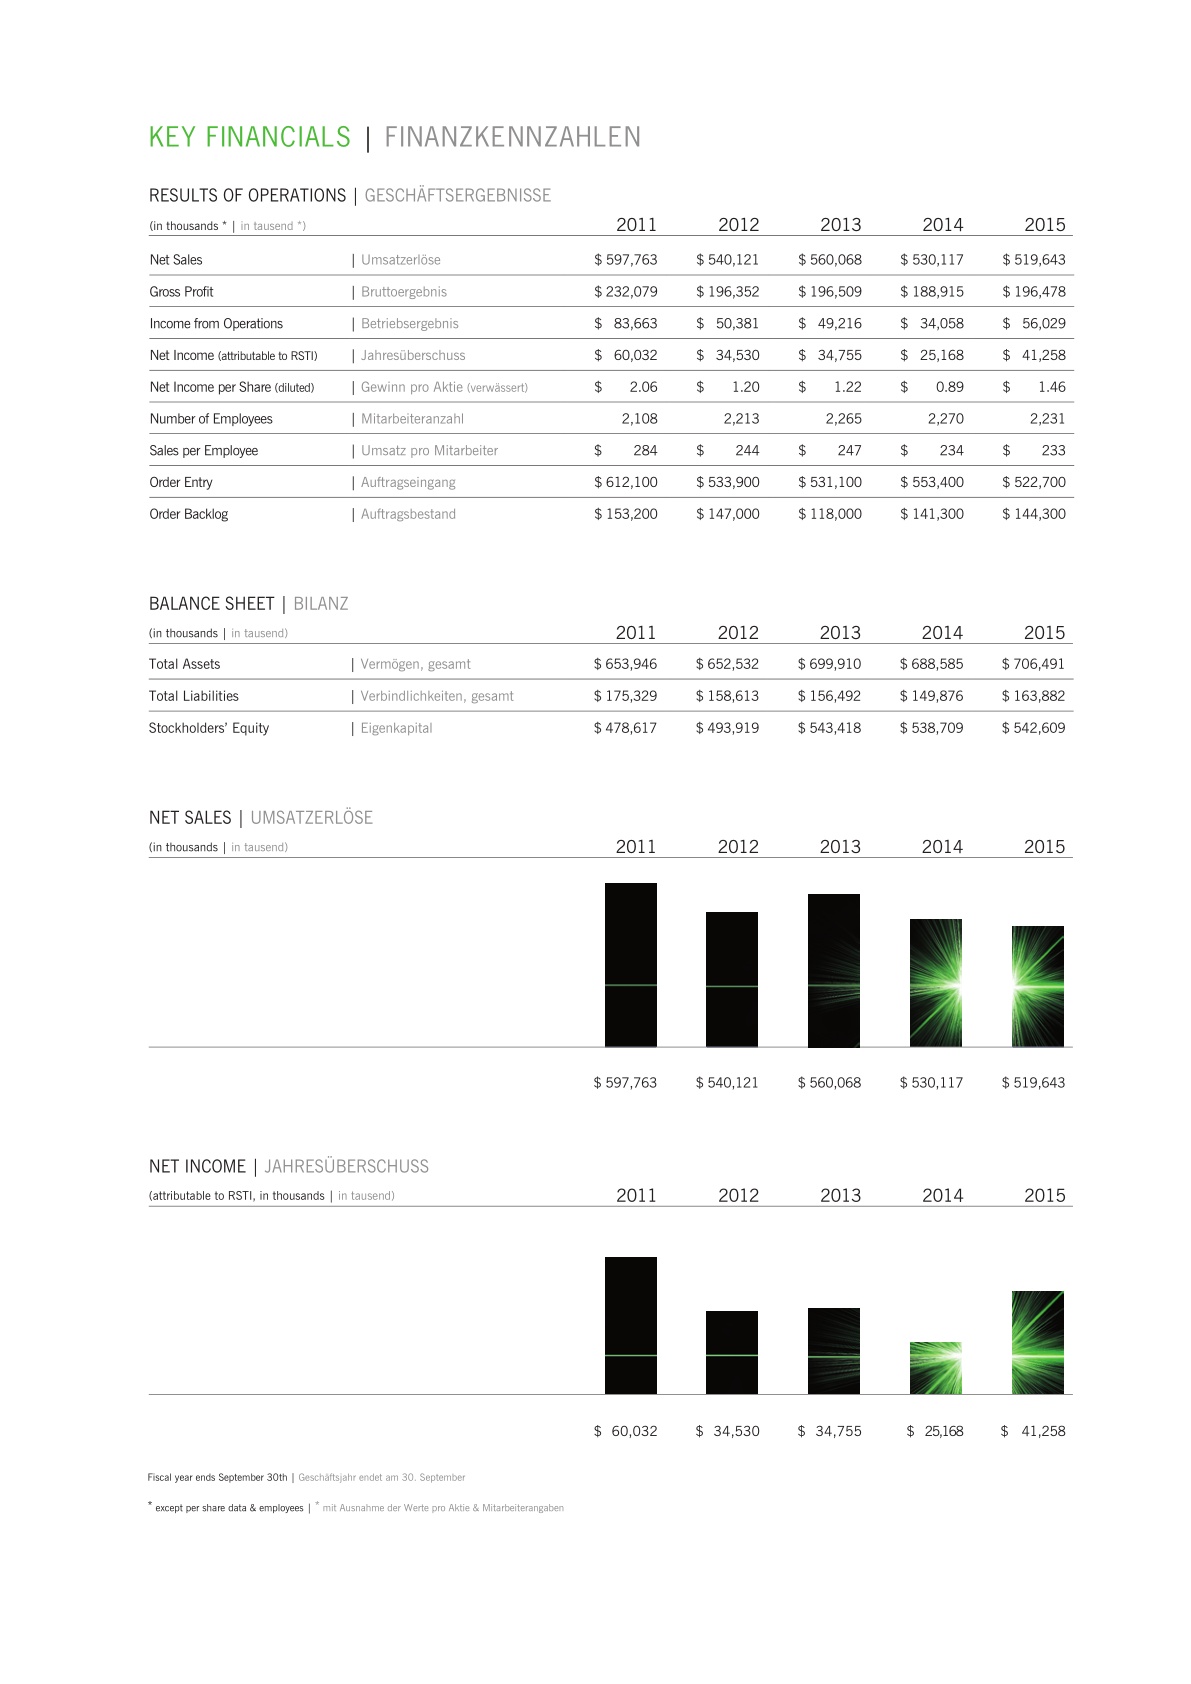 KEY FINANCIALS | FINANZKENNZAHLEN
RESULTS OF OPERATIONS | GESCHÄFTSERGEBNISSE
(in thousands * | in tausend *) 2011 2012 2013 2014 2015
Net Sales | Umsatzerlöse $ 597,763 $ 540,121 $ 560,068 $ 530,117 $ 519,643
Gross Profit | Bruttoergebnis $ 232,079 $ 196,352 $ 196,509 $ 188,915 $ 196,478
Income from Operations | Betriebsergebnis $ 83,663 $ 50,381 $ 49,216 $ 34,058 $ 56,029
Net Income (attributable to RSTI) | Jahresüberschuss $ 60,032 $ 34,530 $ 34,755 $ 25,168 $ 41,258
Net Income per Share (diluted) | Gewinn pro Aktie (verwässert) $ 2.06 $ 1.20 $ 1.22 $ 0.89 $ 1.46
Number of Employees | Mitarbeiteranzahl 2,108 2,213 2,265 2,270 2,231
Sales per Employee | Umsatz pro Mitarbeiter $ 284 $ 244 $ 247 $ 234 $ 233
Order Entry | Auftragseingang $ 612,100 $ 533,900 $ 531,100 $ 553,400 $ 522,700
Order Backlog | Auftragsbestand $ 153,200 $ 147,000 $ 118,000 $ 141,300 $ 144,300
BALANCE SHEET | BILANZ
(in thousands | in tausend) 2011 2012 2013 2014 2015
Total Assets | Vermögen, gesamt $ 653,946 $ 652,532 $ 699,910 $ 688,585 $ 706,491
Total Liabilities | Verbindlichkeiten, gesamt $ 175,329 $ 158,613 $ 156,492 $ 149,876 $ 163,882
Stockholders’ Equity | Eigenkapital $ 478,617 $ 493,919 $ 543,418 $ 538,709 $ 542,609
NET SALES | UMSATZERLÖSE
(in thousands | in tausend) 2011 2012 2013 2014 2015
$ 597,763 $ 540,121 $ 560,068 $ 530,117 $ 519,643
NET INCOME | JAHRESÜBERSCHUSS
(attributable to RSTI, in thousands | in tausend) 2011 2012 2013 2014 2015
$ 60,032 $ 34,530 $ 34,755 $ 25,168 $ 41,258
Fiscal year ends September 30th | Geschäftsjahr endet am 30. September
* except per share data & employees | * mit Ausnahme der Werte pro Aktie & Mitarbeiterangaben